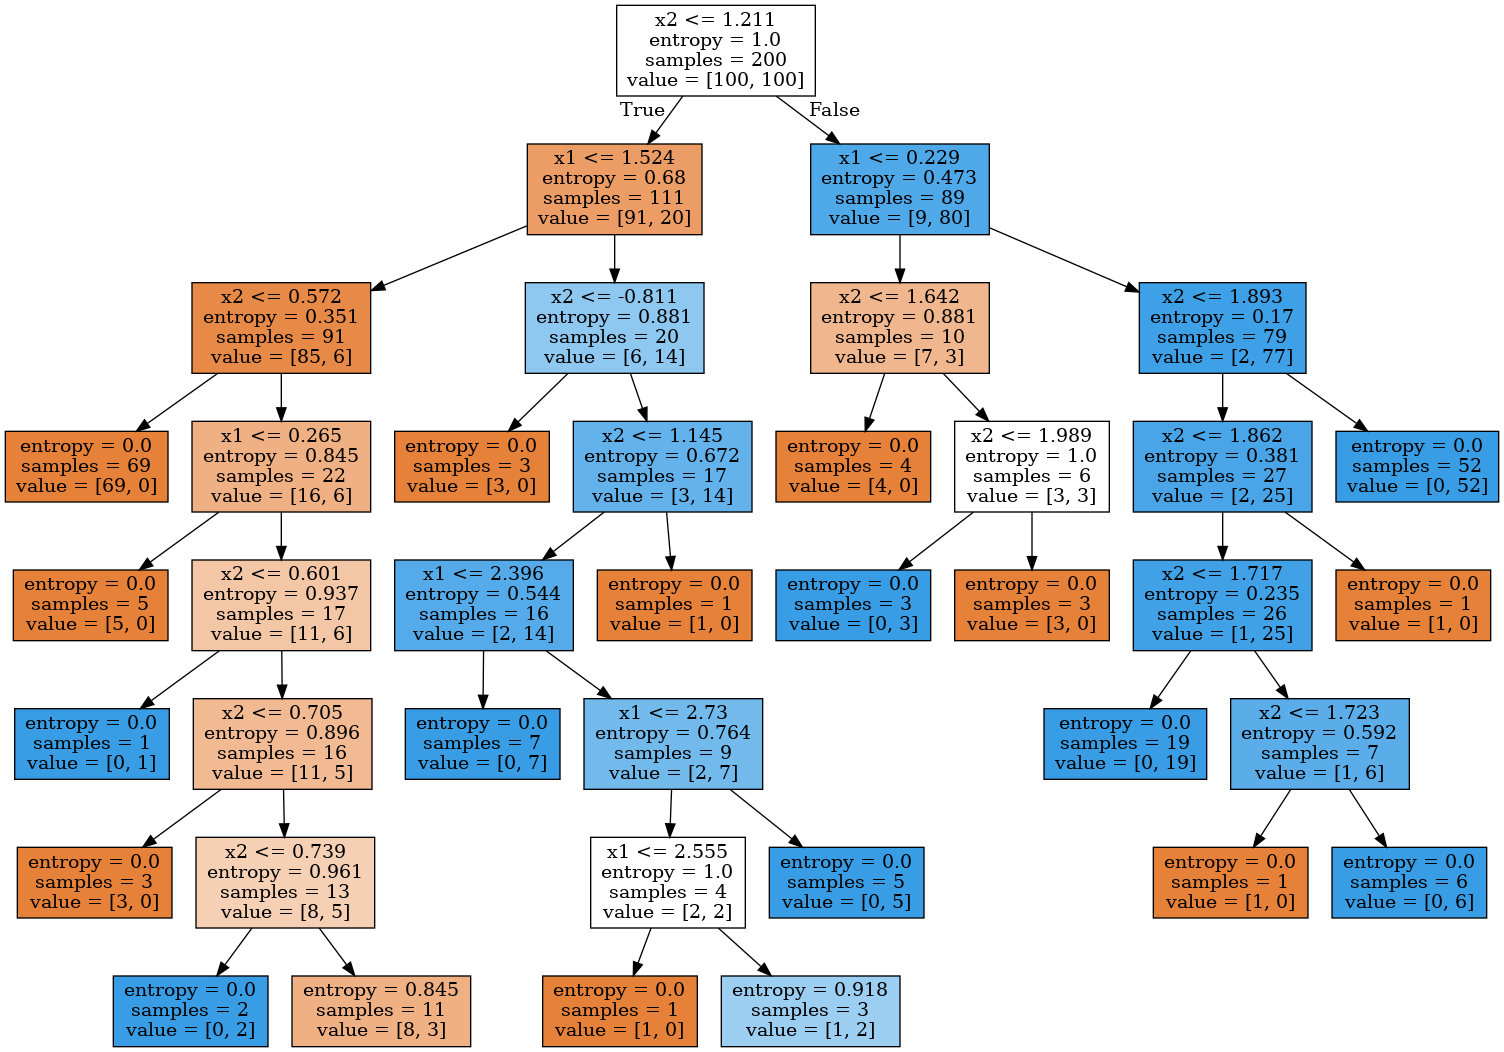 x2 <= 1.211
entropy = 1.0
samples = 200
value = [100, 100]
True
False
x1 <= 1.524
entropy = 0.68
samples = 111
value = [91, 20]
x1 <= 0.229
entropy = 0.473
samples = 89
value = [9, 80]
x2 <= 0.572
entropy = 0.351
samples = 91
value = [85, 6]
x2 <= -0.811
entropy = 0.881
samples = 20
value = [6, 14]
x2 <= 1.642
entropy = 0.881
samples = 10
value = [7, 3]
x2 <= 1.893
entropy = 0.17
samples = 79
value = [2, 77]
entropy = 0.0
samples = 69
value = [69, 0]
x1 <= 0.265
entropy = 0.845
samples = 22
value = [16, 6]
entropy = 0.0
samples = 3
value = [3, 0]
x2 <= 1.145
entropy = 0.672
samples = 17
value = [3, 14]
entropy = 0.0
samples = 4
value = [4, 0]
x2 <= 1.989
entropy = 1.0
samples = 6
value = [3, 3]
x2 <= 1.862
entropy = 0.381
samples = 27
value = [2, 25]
entropy = 0.0
samples = 52
value = [0, 52]
entropy = 0.0
samples = 5
value = [5, 0]
x2 <= 0.601
entropy = 0.937
samples = 17
value = [11, 6]
x1 <= 2.396
entropy = 0.544
samples = 16
value = [2, 14]
entropy = 0.0
samples = 1
value = [1, 0]
entropy = 0.0
samples = 3
value = [0, 3]
entropy = 0.0
samples = 3
value = [3, 0]
x2 <= 1.717
entropy = 0.235
samples = 26
value = [1, 25]
entropy = 0.0
samples = 1
value = [1, 0]
entropy = 0.0
samples = 1
value = [0, 1]
x2 <= 0.705
entropy = 0.896
samples = 16
value = [11, 5]
entropy = 0.0
samples = 7
value = [0, 7]
x1 <= 2.73
entropy = 0.764
samples = 9
value = [2, 7]
entropy = 0.0
samples = 19
value = [0, 19]
x2 <= 1.723
entropy = 0.592
samples = 7
value = [1, 6]
entropy = 0.0
samples = 3
value = [3, 0]
x2 <= 0.739
entropy = 0.961
samples = 13
value = [8, 5]
x1 <= 2.555
entropy = 1.0
samples = 4
value = [2, 2]
entropy = 0.0
samples = 5
value = [0, 5]
entropy = 0.0
samples = 1
value = [1, 0]
entropy = 0.0
samples = 6
value = [0, 6]
entropy = 0.0
samples = 2
value = [0, 2]
entropy = 0.845
samples = 11
value = [8, 3]
entropy = 0.0
samples = 1
value = [1, 0]
entropy = 0.918
samples = 3
value = [1, 2]